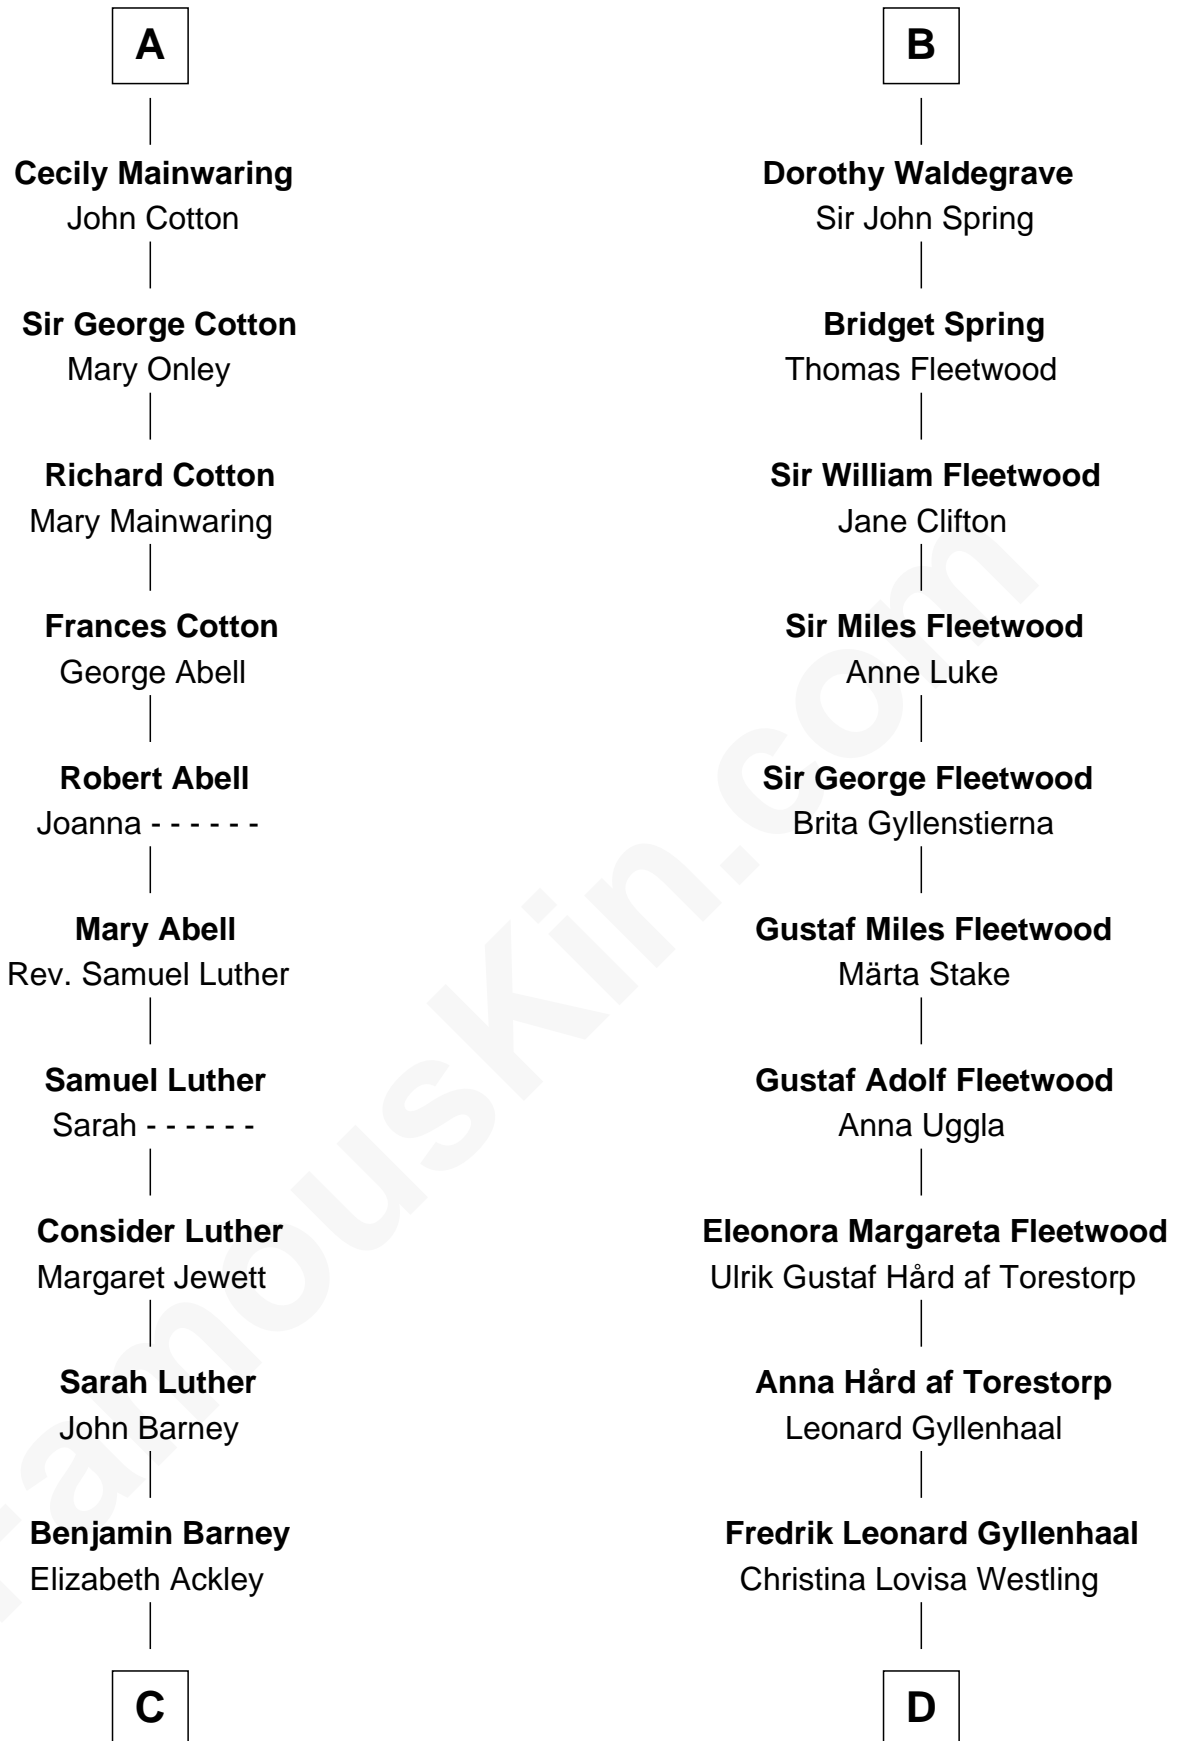 A
Cecily Mainwaring
John Cotton
Sir George Cotton
Mary Onley
Richard Cotton
Mary Mainwaring
Frances Cotton
George Abell
Robert Abell
Joanna - - - - - -
Mary Abell
Rev. Samuel Luther
Samuel Luther
Sarah - - - - - -
Consider Luther
Margaret Jewett
Sarah Luther
John Barney
Benjamin Barney
Elizabeth Ackley
C
B
Dorothy Waldegrave
Sir John Spring
Bridget Spring
Thomas Fleetwood
Sir William Fleetwood
Jane Clifton
Sir Miles Fleetwood
Anne Luke
Sir George Fleetwood
Brita Gyllenstierna
Gustaf Miles Fleetwood
Märta Stake
Gustaf Adolf Fleetwood
Anna Uggla
Eleonora Margareta Fleetwood
Ulrik Gustaf Hård af Torestorp
Anna Hård af Torestorp
Leonard Gyllenhaal
Fredrik Leonard Gyllenhaal
Christina Lovisa Westling
D
FamousKin.com